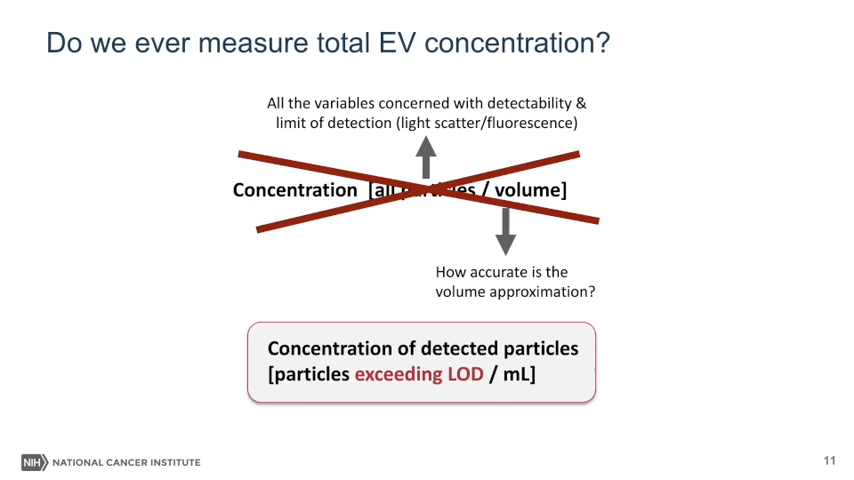 Do we ever measure total EV concentration?
All the variables concerned with detectability &
limit of detection (light scatter/fluorescence)
Concentration [all particles / volume]
How accurate is the
volume approximation?
Concentration of detected particles
[particles exceeding LOD / mL]
NIH NATIONAL CANCER INSTITUTE
11